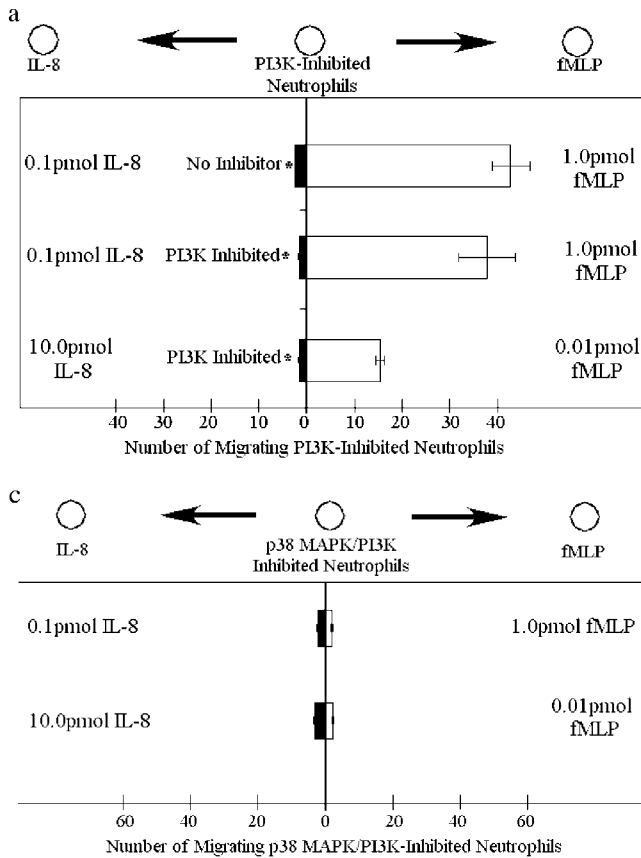 a
IL-8
PI3K-Inhibited
Neutrophils
fMLP
0.1pmol IL-8
No Inhibitor*
1.0pmol
fMLP
0.1pmol IL-8
PI3K Inhibited*
1.0pmol
fMLP
10.0pmol
IL-8
PI3K Inhibited*
0.01pmol
fMLP
40 30 20 10 0 10 20 30 40
Number of Migrating PI3K-Inhibited Neutrophils
c
IL-8
p38 MAPK/PI3K
Inhibited Neutrophils
fMLP
0.1pmol IL-8
1.0pmol fMLP
10.0pmol IL-8
0.01pmol
fMLP
60 40 20 0 20 40 60
Number of Migrating p38 MAPK/PI3K-Inhibited Neutrophils